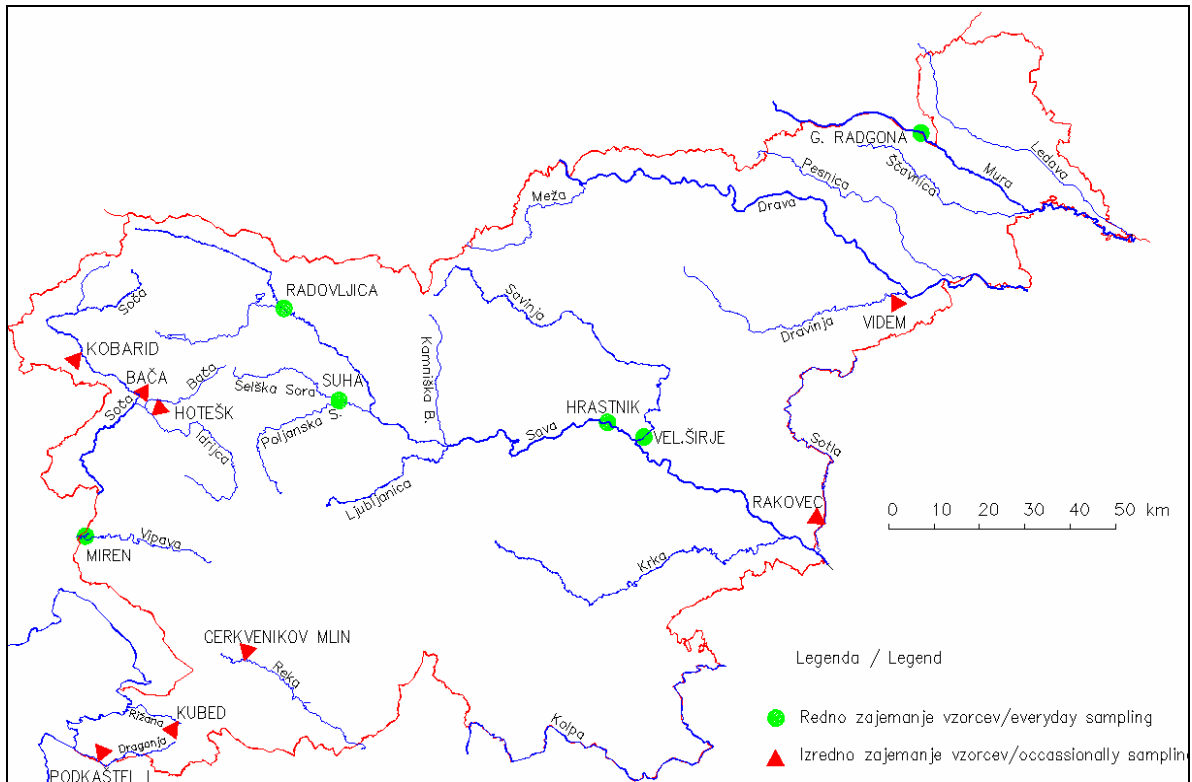 G. RADGONA
Ledava
Pesnica
Ščavnica
Mura
Meža
Drava
RADOVLJICA
Soča
Savinja
VIDEM
Dravinja
KOBARID
Kamniška B.
BAČA
Bača
SUHA
Selška Sora
Soča
HOTEŠK
HRASTNIK
Poljanska S.
Idrijca
Sava
VEL.ŠIRJE
Sotla
Ljubljanica
RAKOVEC
0 10 20 30 40 50 km
Vipava
MIREN
Krka
CERKVENIKOV MLIN
Legenda / Legend
Reka
KUBED
Rižana
Redno zajemanje vzorcev/everyday sampling
Kolpa
Dragonja
Izredno zajemanje vzorcev/occassionally sampling
PODKAŠTEL I